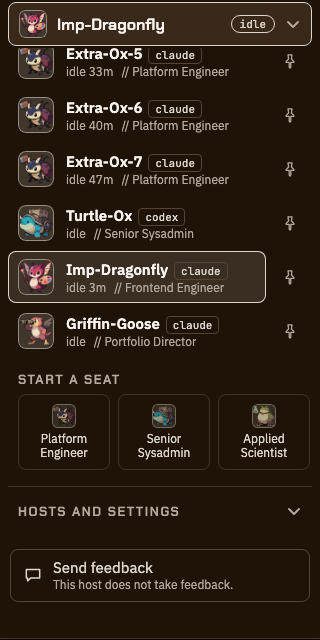 Imp-Dragonfly idle
Extra-Ox-5 claude
idle 33m // Platform Engineer
Extra-Ox-6 claude
idle 40m // Platform Engineer
Extra-Ox-7 claude
idle 47m // Platform Engineer
Turtle-Ox codex
idle // Senior Sysadmin
Imp-Dragonfly claude
idle 3m // Frontend Engineer
Griffin-Goose claude
idle // Portfolio Director
START A SEAT
Platform
Engineer
Senior
Sysadmin
Applied
Scientist
HOSTS AND SETTINGS
Send feedback
This host does not take feedback.